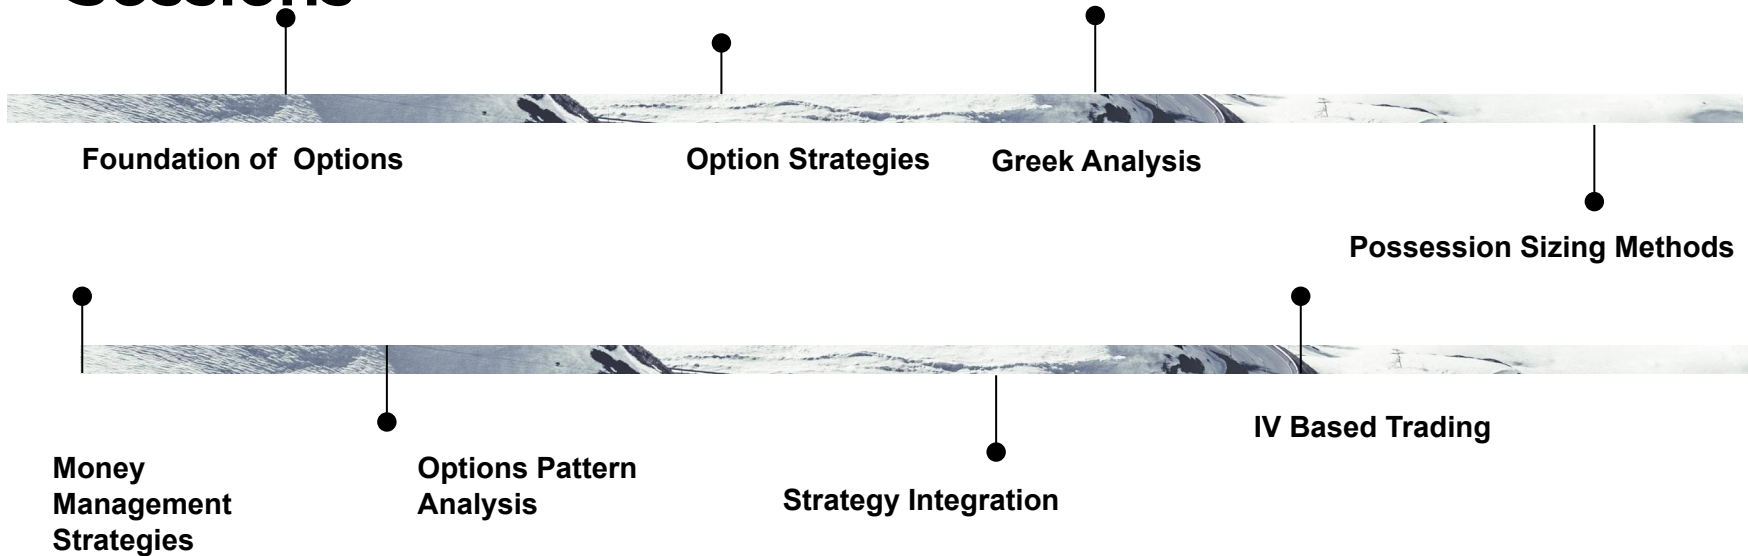 Sessions
Foundation of  Options
Option Strategies
Greek Analysis
Possession Sizing Methods
Money
Management
Strategies
Options Pattern
Analysis
Strategy Integration
IV Based Trading